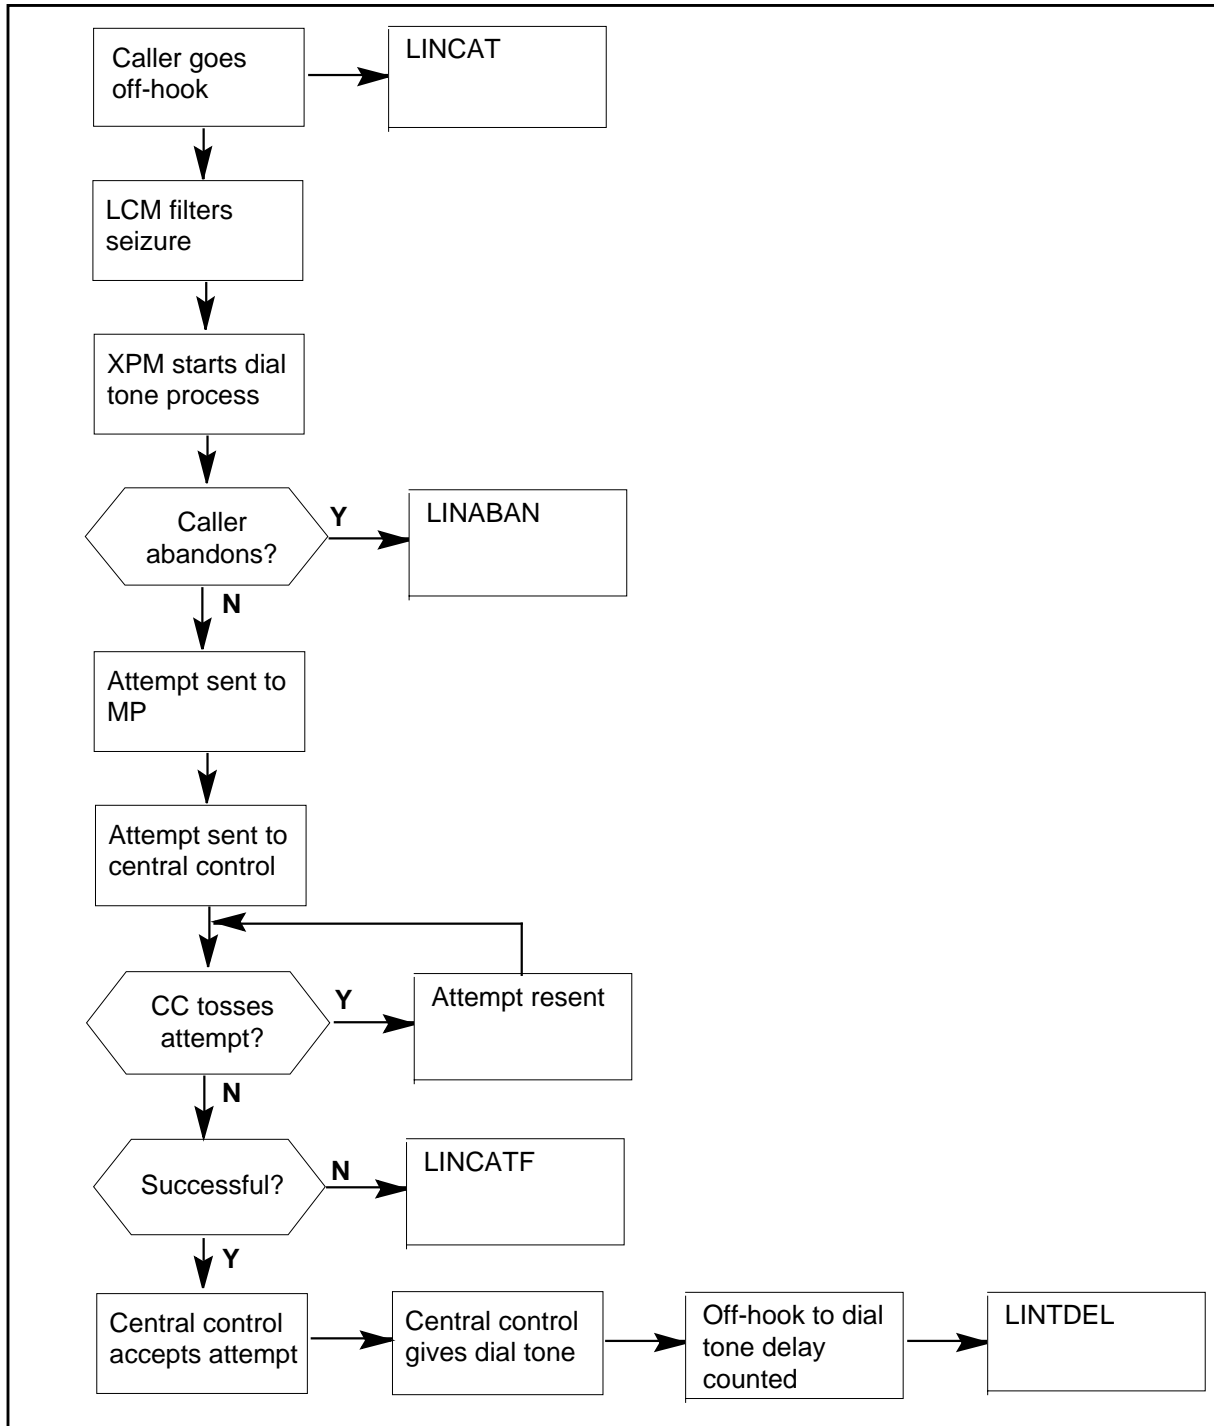 Caller goes
off-hook
LINCAT
LCM filters
seizure
XPM starts dial
tone process
Caller
abandons?
Y
LINABAN
N
Attempt sent to
MP
Attempt sent to
central control
CC tosses
attempt?
Y
Attempt resent
N
Successful?
N
LINCATF
Y
Central control
accepts attempt
Central control
gives dial tone
Off-hook to dial
tone delay
counted
LINTDEL